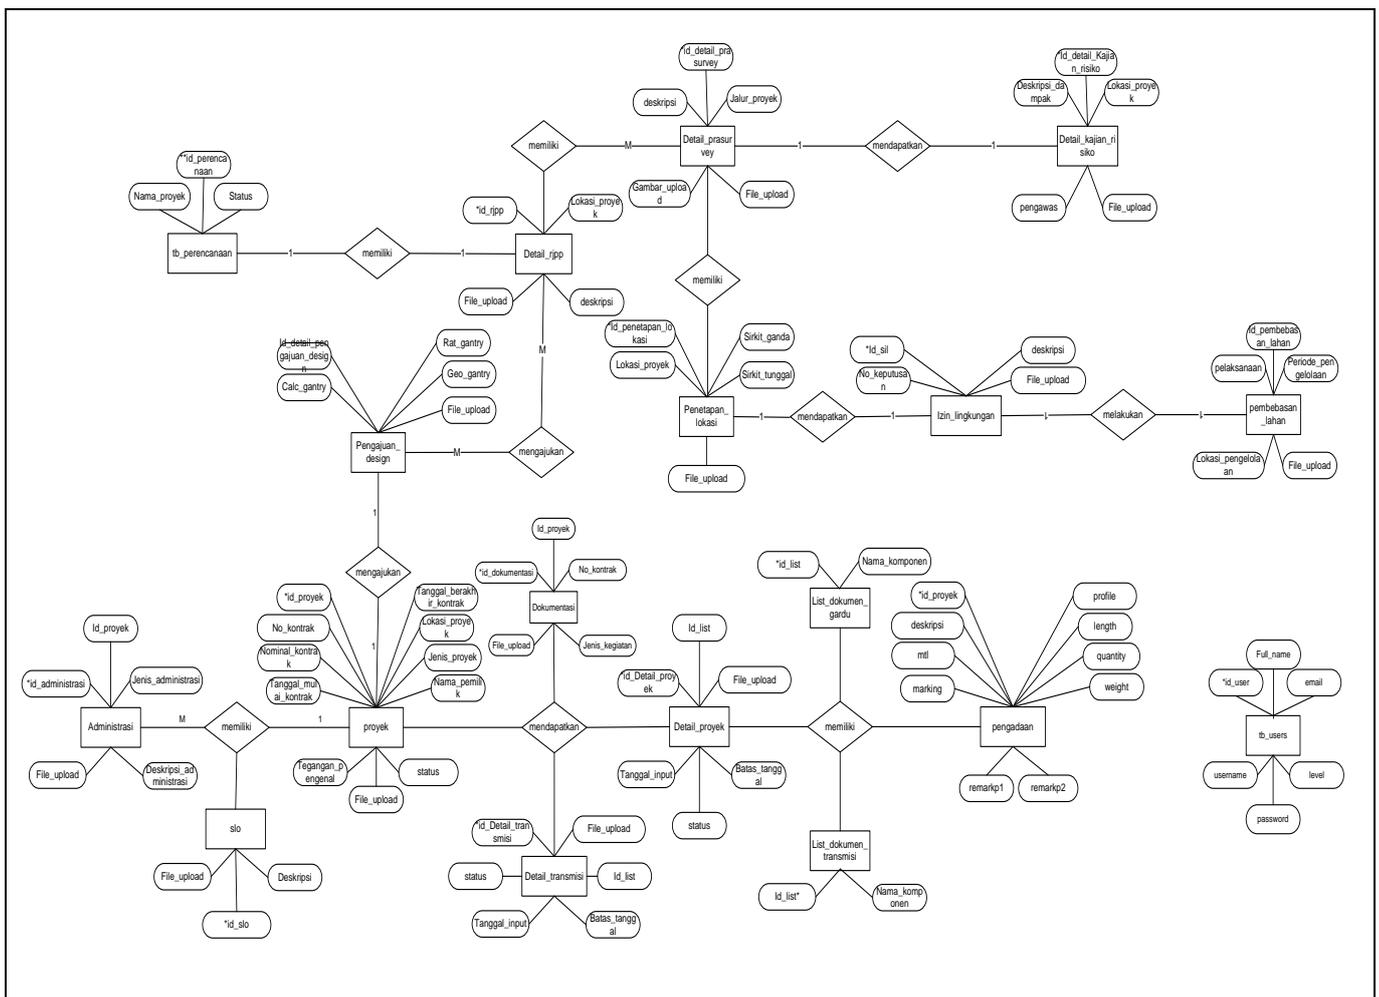 *Id_detail_pra
survey
deskripsi
Jalur_proyek
Detail_prasur
vey
Gambar_uploa
d
File_upload
memiliki
M
1
mendapatkan
1
*Id_detail_Kajia
n_risiko
Deskripsi_da
mpak
Lokasi_proye
k
Detail_kajian_ri
siko
pengawas
File_upload
**id_perenca
naan
Nama_proyek
Status
tb_perencanaan
1
memiliki
1
*id_rjpp
Lokasi_proye
k
Detail_rjpp
File_upload
deskripsi
M
memiliki
*Id_penetapan_lo
kasi
Lokasi_proyek
Sirkit_ganda
Sirkit_tunggal
Penetapan_
lokasi
File_upload
1
mendapatkan
1
*Id_sil
No_keputusa
n
deskripsi
File_upload
Izin_lingkungan
1
melakukan
1
Id_pembebas
an_lahan
pelaksanaan
Periode_pen
gelolaan
pembebasan
_lahan
Lokasi_pengelola
an
File_upload
Id_detail_pen
gajuan_desig
n
Calc_gantry
Rat_gantry
Geo_gantry
File_upload
Pengajuan_
design
M
mengajukan
1
mengajukan
1
Id_proyek
*id_dokumentasi
No_kontrak
Dokumentasi
File_upload
Jenis_kegiatan
*id_proyek
No_kontrak
Nominal_kontra
k
Tanggal_mul
ai_kontrak
Tanggal_berakh
ir_kontrak
Lokasi_proye
k
Jenis_proyek
Nama_pemili
k
proyek
Tegangan_p
engenal
File_upload
status
Id_proyek
*id_administrasi
Jenis_administrasi
Administrasi
File_upload
Deskripsi_ad
ministrasi
M
memiliki
1
slo
File_upload
Deskripsi
*id_slo
mendapatkan
*id_Detail_tran
smisi
File_upload
status
Detail_transmisi
Id_list
Tanggal_input
Batas_tangg
al
Id_list
*id_Detail_proy
ek
File_upload
Detail_proyek
Tanggal_input
Batas_tangg
al
status
*id_list
Nama_komponen
List_dokumen_
gardu
memiliki
List_dokumen_
transmisi
Id_list*
Nama_komp
onen
*id_proyek
deskripsi
mtl
marking
profile
length
quantity
weight
pengadaan
remarkp1
remarkp2
Full_name
*id_user
email
tb_users
username
level
password